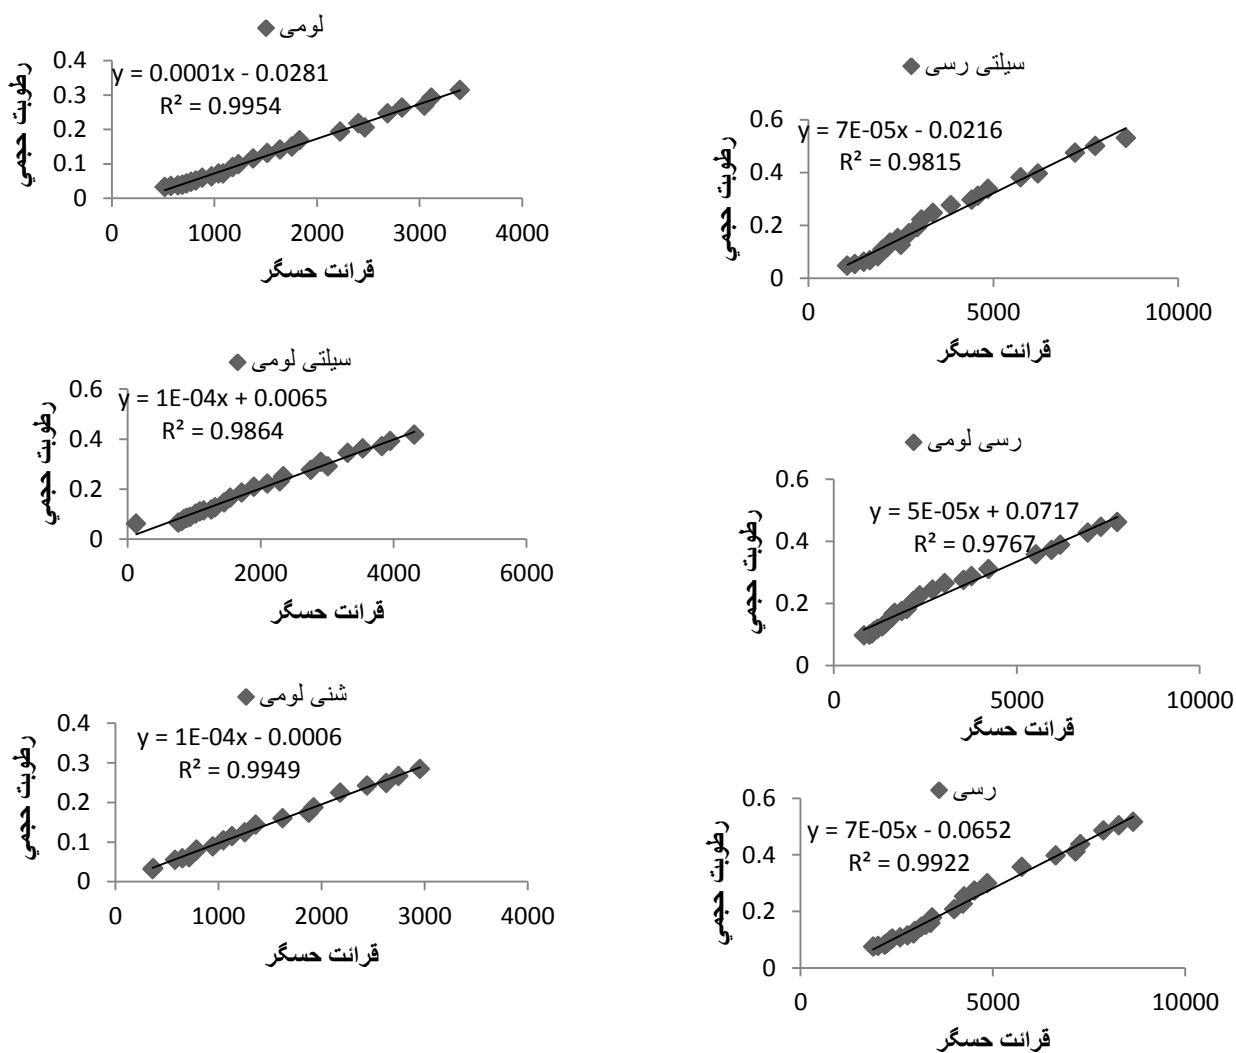 لومی
y = 0.0001x - 0.0281
R² = 0.9954
0.4
0.3
0.2
0.1
0
0 1000 2000 3000 4000
رطوبت حجمي
قرائت حسگر
سیلتی رسی
y = 7E-05x - 0.0216
R² = 0.9815
0.6
0.4
0.2
0
0 5000 10000
رطوبت حجمي
قرائت حسگر
سیلتی لومی
y = 1E-04x + 0.0065
R² = 0.9864
0.6
0.4
0.2
0
0 2000 4000 6000
رطوبت حجمي
قرائت حسگر
رسی لومی
y = 5E-05x + 0.0717
R² = 0.9767
0.6
0.4
0.2
0
0 5000 10000
رطوبت حجمي
قرائت حسگر
شنی لومی
y = 1E-04x - 0.0006
R² = 0.9949
0.4
0.3
0.2
0.1
0
0 1000 2000 3000 4000
رطوبت حجمي
قرائت حسگر
رسی
y = 7E-05x - 0.0652
R² = 0.9922
0.6
0.4
0.2
0
0 5000 10000
رطوبت حجمي
قرائت حسگر